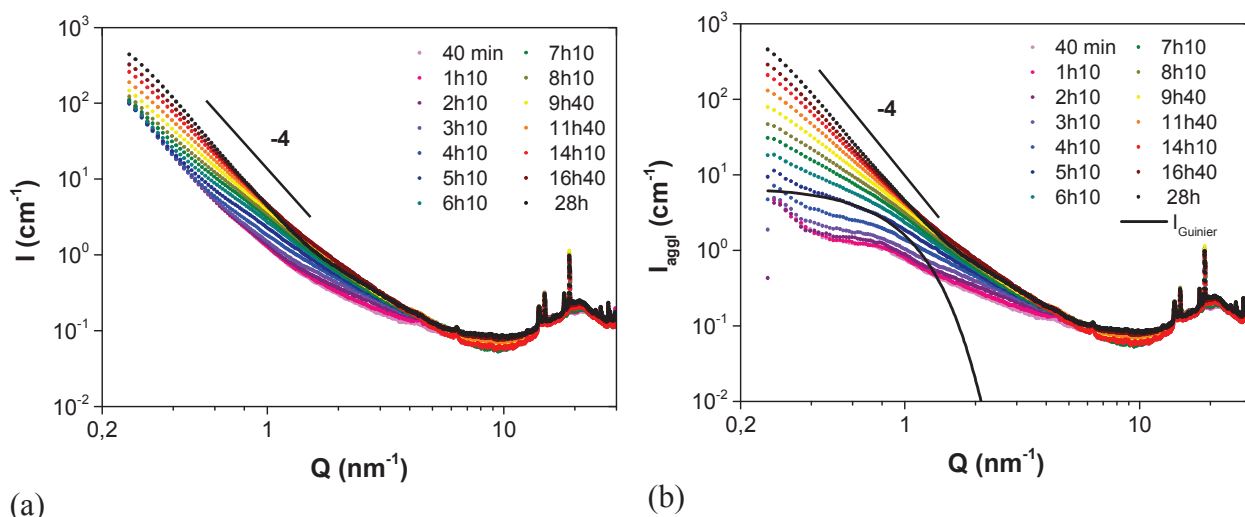 10³
10²
10¹
10⁰
10⁻¹
10⁻²
I (cm⁻¹)
0,2
1
10
Q (nm⁻¹)
-4
40 min
1h10
2h10
3h10
4h10
5h10
6h10
7h10
8h10
9h40
11h40
14h10
16h40
28h
(a)
10³
10²
10¹
10⁰
10⁻¹
10⁻²
I_aggl (cm⁻¹)
0,2
1
10
Q (nm⁻¹)
-4
40 min
1h10
2h10
3h10
4h10
5h10
6h10
7h10
8h10
9h40
11h40
14h10
16h40
28h
I_Guinier
(b)